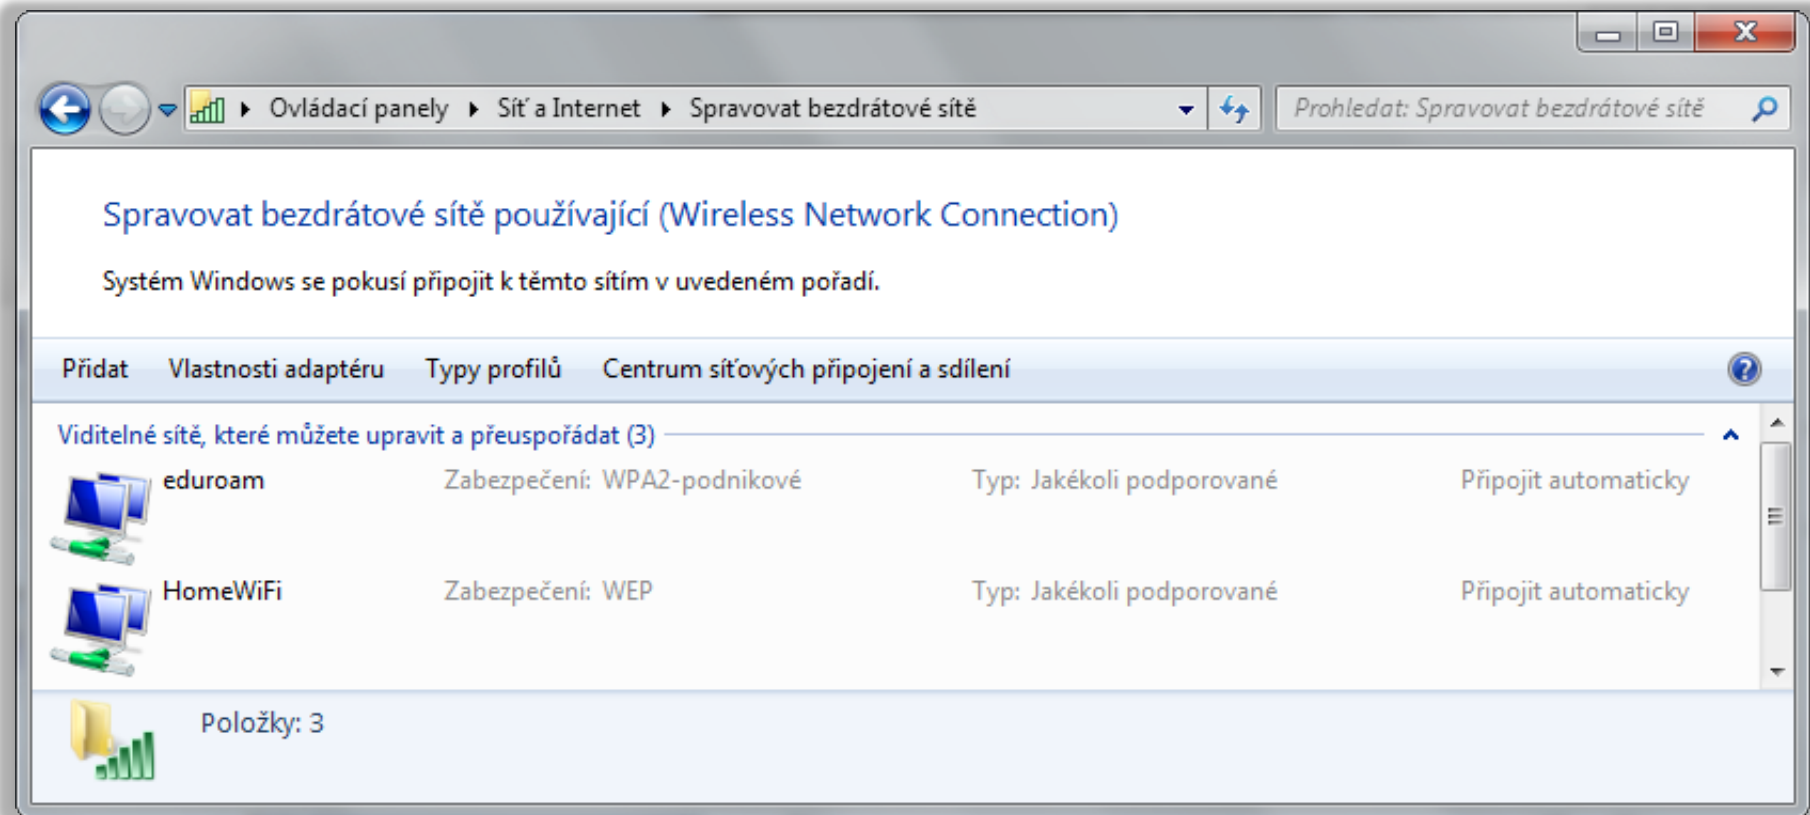 Ovládací panely Síť a Internet Spravovat bezdrátové sítě Prohledat: Spravovat bezdrátové sítě
Spravovat bezdrátové sítě používající (Wireless Network Connection)
Systém Windows se pokusí připojit k těmto sítím v uvedeném pořadí.
Přidat Vlastnosti adaptéru Typy profilů Centrum síťových připojení a sdílení
Viditelné sítě, které můžete upravit a přeuspořádat (3)
eduroam Zabezpečení: WPA2-podnikové Typ: Jakékoli podporované Připojit automaticky
HomeWiFi Zabezpečení: WEP Typ: Jakékoli podporované Připojit automaticky
Položky: 3